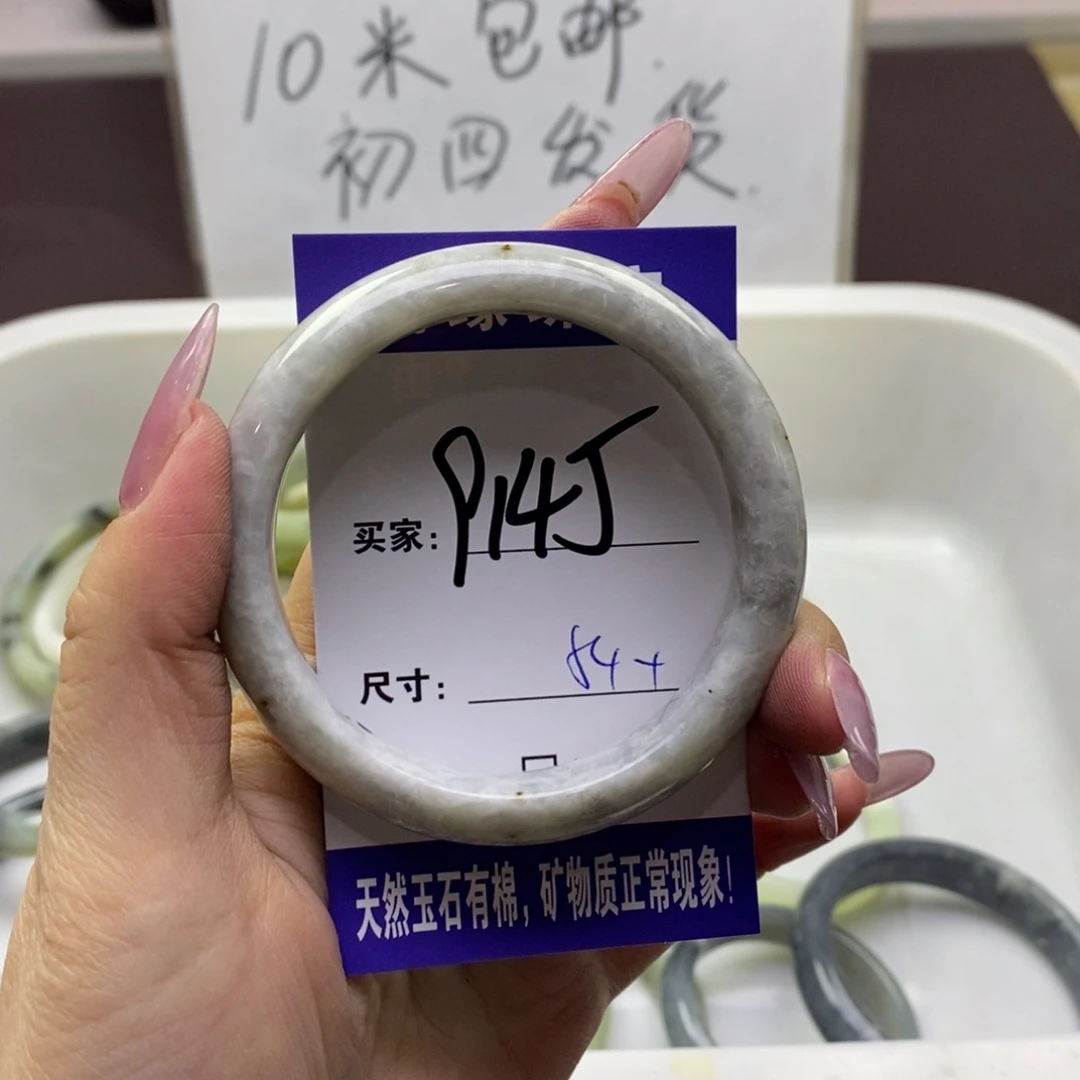 10米包邮.
初四发货.
买家: P14J
尺寸: 54+
天然玉石有棉,矿物质正常现象!